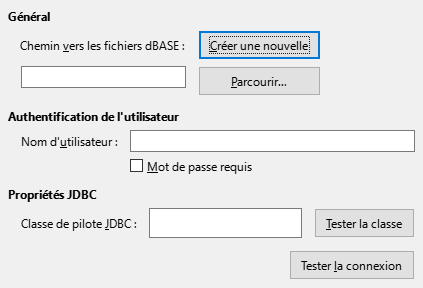 Général
Chemin vers les fichiers dBASE : Créer une nouvelle
Parcourir...
Authentification de l'utilisateur
Nom d'utilisateur :
Mot de passe requis
Propriétés JDBC
Classe de pilote JDBC : Tester la classe
Tester la connexion